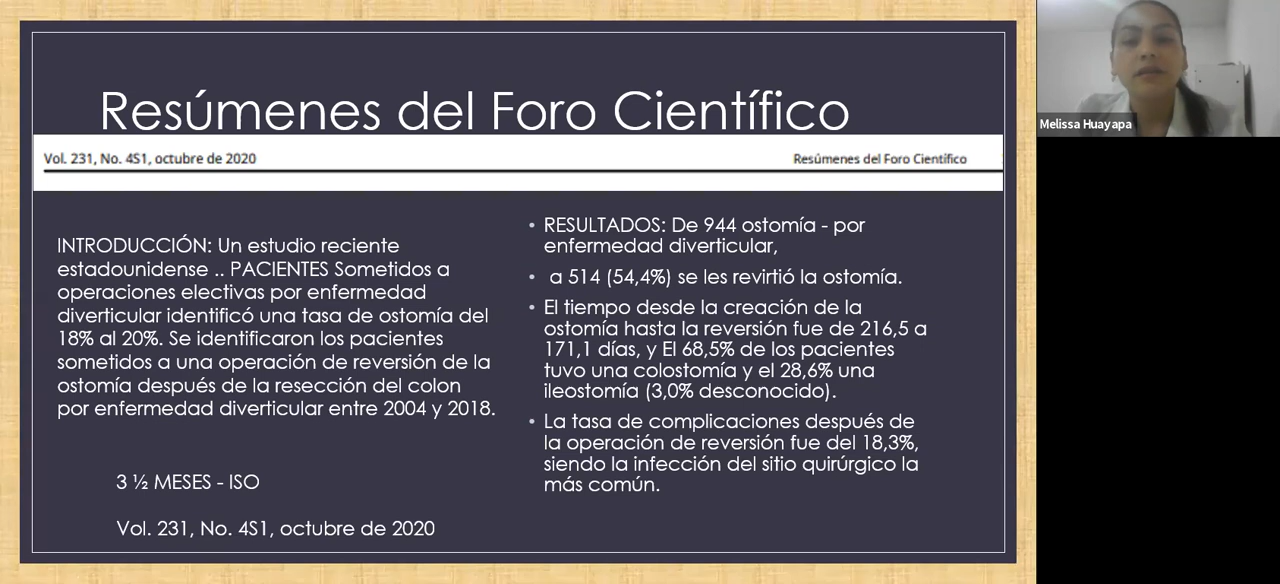 Resúmenes del Foro Científico
Vol. 231, No. 4S1, octubre de 2020
Resúmenes del Foro Científico
INTRODUCCIÓN: Un estudio reciente
estadounidense .. PACIENTES Sometidos a
operaciones electivas por enfermedad
diverticular identificó una tasa de ostomía del
18% al 20%. Se identificaron los pacientes
sometidos a una operación de reversión de la
ostomía después de la resección del colon
por enfermedad diverticular entre 2004 y 2018.
3 ½ MESES - ISO
Vol. 231, No. 4S1, octubre de 2020
• RESULTADOS: De 944 ostomía - por
enfermedad diverticular,
• a 514 (54,4%) se les revirtió la ostomía.
• El tiempo desde la creación de la
ostomía hasta la reversión fue de 216,5 a
171,1 días, y El 68,5% de los pacientes
tuvo una colostomía y el 28,6% una
ileostomía (3,0% desconocido).
• La tasa de complicaciones después de
la operación de reversión fue del 18,3%,
siendo la infección del sitio quirúrgico la
más común.
Melissa Huayapa